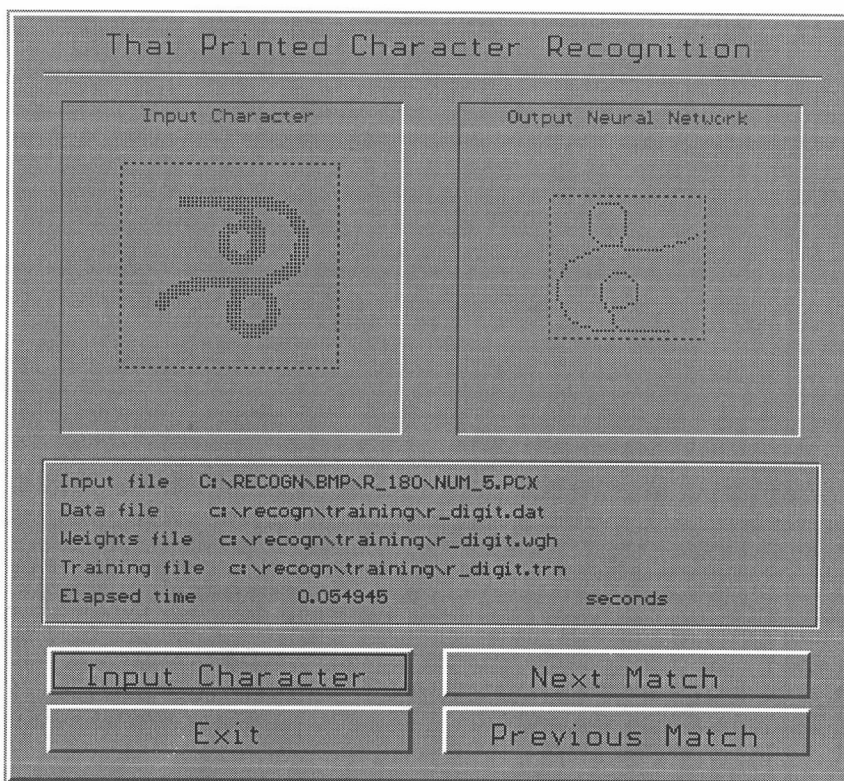 Thai Printed Character Recognition
Input Character
Output Neural Network
Input file C:\RECOGN\BMP\R_180\NUM_5.PCX
Data file c:\recogn\training\r_digit.dat
Weights file c:\recogn\training\r_digit.wgh
Training file c:\recogn\training\r_digit.trn
Elapsed time 0.054945 seconds
Input Character
Next Match
Exit
Previous Match